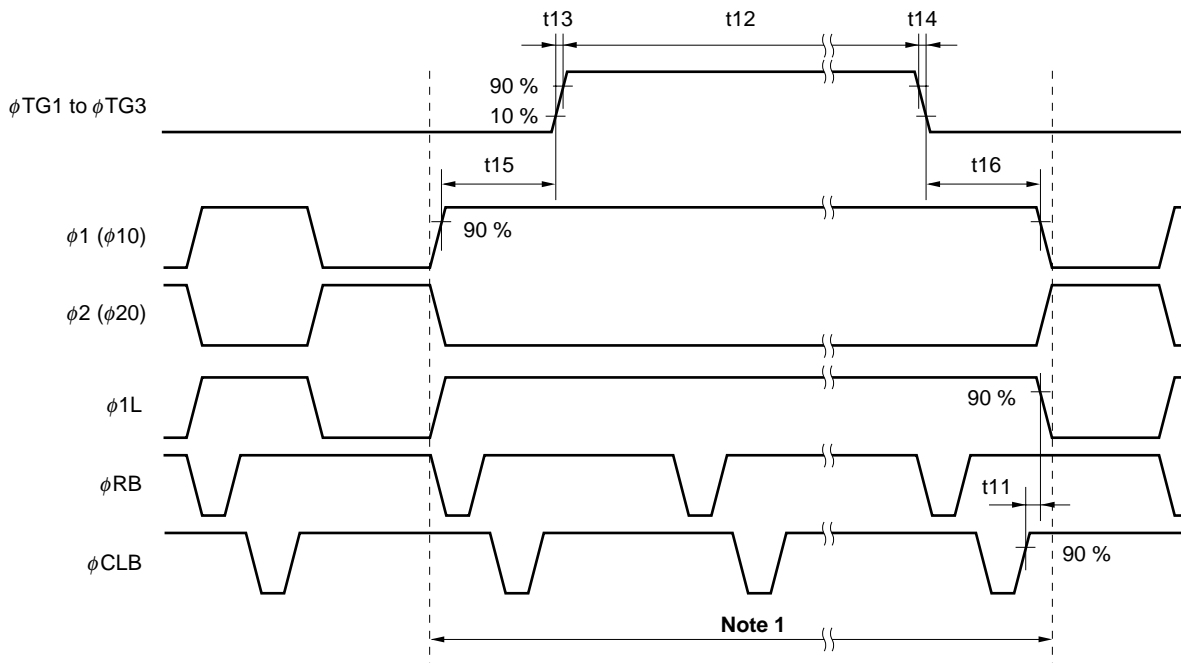 t13 t12 t14
90 %
ϕTG1 to ϕTG3
10 %
t15 t16
90 %
ϕ1 (ϕ10)
ϕ2 (ϕ20)
90 %
ϕ1L
ϕRB
t11
90 %
ϕCLB
Note 1